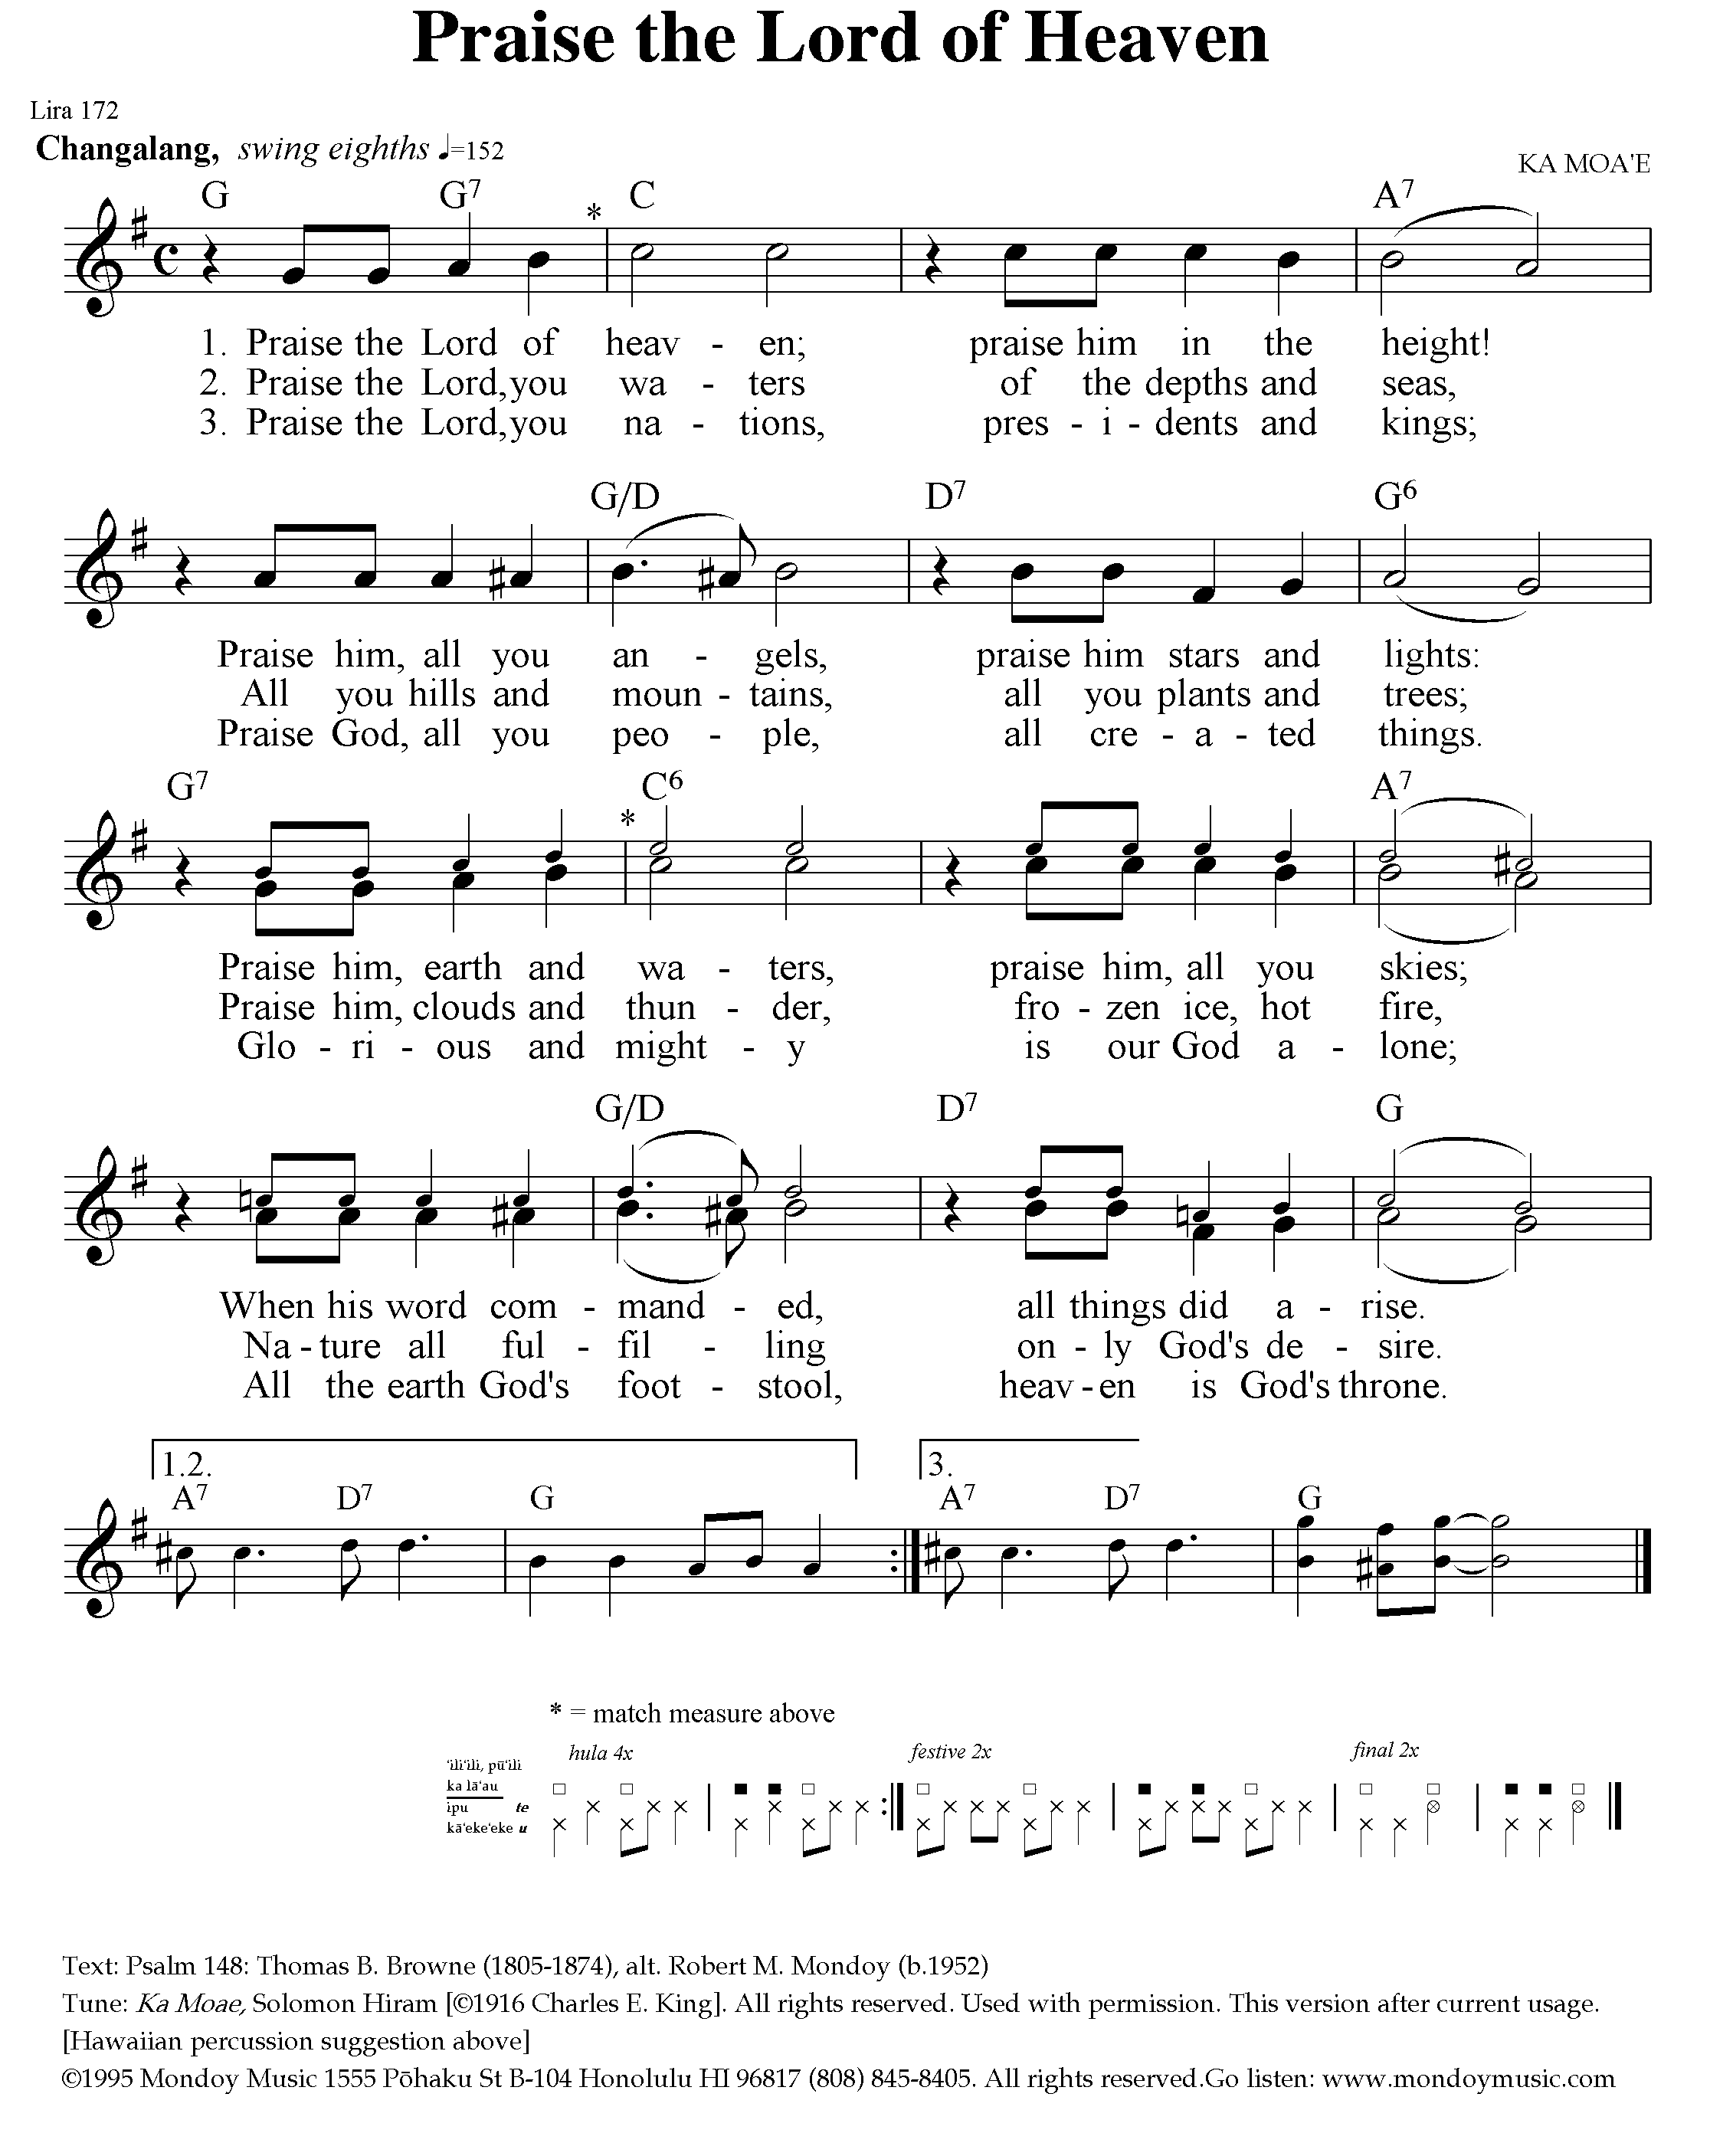 Praise the Lord of Heaven
Lira 172
Changalang, swing eighths ♩=152
KA MOA'E
G G7 * C A7
1. Praise the Lord of heav - en; praise him in the height!
2. Praise the Lord, you wa - ters of the depths and seas,
3. Praise the Lord, you na - tions, pres - i - dents and kings;
G/D D7 G6
Praise him, all you an - gels, praise him stars and lights:
All you hills and moun - tains, all you plants and trees;
Praise God, all you peo - ple, all cre - a - ted things.
G7 * C6 A7
Praise him, earth and wa - ters, praise him, all you skies;
Praise him, clouds and thun - der, fro - zen ice, hot fire,
Glo - ri - ous and might - y is our God a - lone;
G/D D7 G
When his word com - mand - ed, all things did a - rise.
Na - ture all ful - fil - ling on - ly God's de - sire.
All the earth God's foot - stool, heav - en is God's throne.
1.2. 3.
A7 D7 G A7 D7 G
* = match measure above
hula 4x festive 2x final 2x
ʻiliʻili, pūʻili
ka lāʻau
ipu te
kāʻekeʻeke u
Text: Psalm 148: Thomas B. Browne (1805-1874), alt. Robert M. Mondoy (b.1952)
Tune: Ka Moae, Solomon Hiram [©1916 Charles E. King]. All rights reserved. Used with permission. This version after current usage.
[Hawaiian percussion suggestion above]
©1995 Mondoy Music 1555 Pōhaku St B-104 Honolulu HI 96817 (808) 845-8405. All rights reserved.Go listen: www.mondoymusic.com